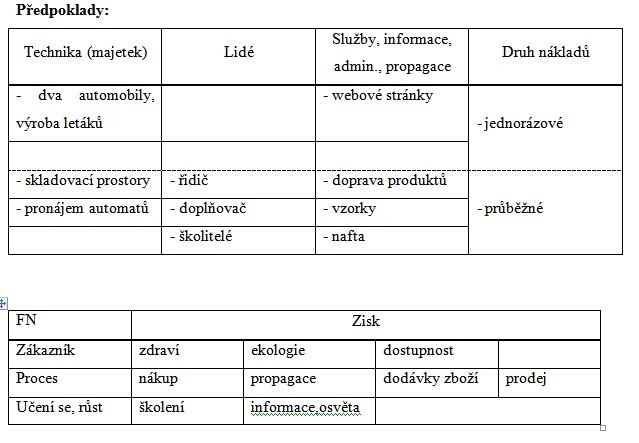 Předpoklady:
Technika (majetek) Lidé Služby, informace, admin., propagace Druh nákladů
- dva automobily, výroba letáků - webové stránky - jednorázové
- skladovací prostory - řidič - doprava produktů
- pronájem automatů - doplňovač - vzorky - průběžné
- školitelé - nafta
FN Zisk
Zákazník zdraví ekologie dostupnost
Proces nákup propagace dodávky zboží prodej
Učení se, růst školení informace,osvěta